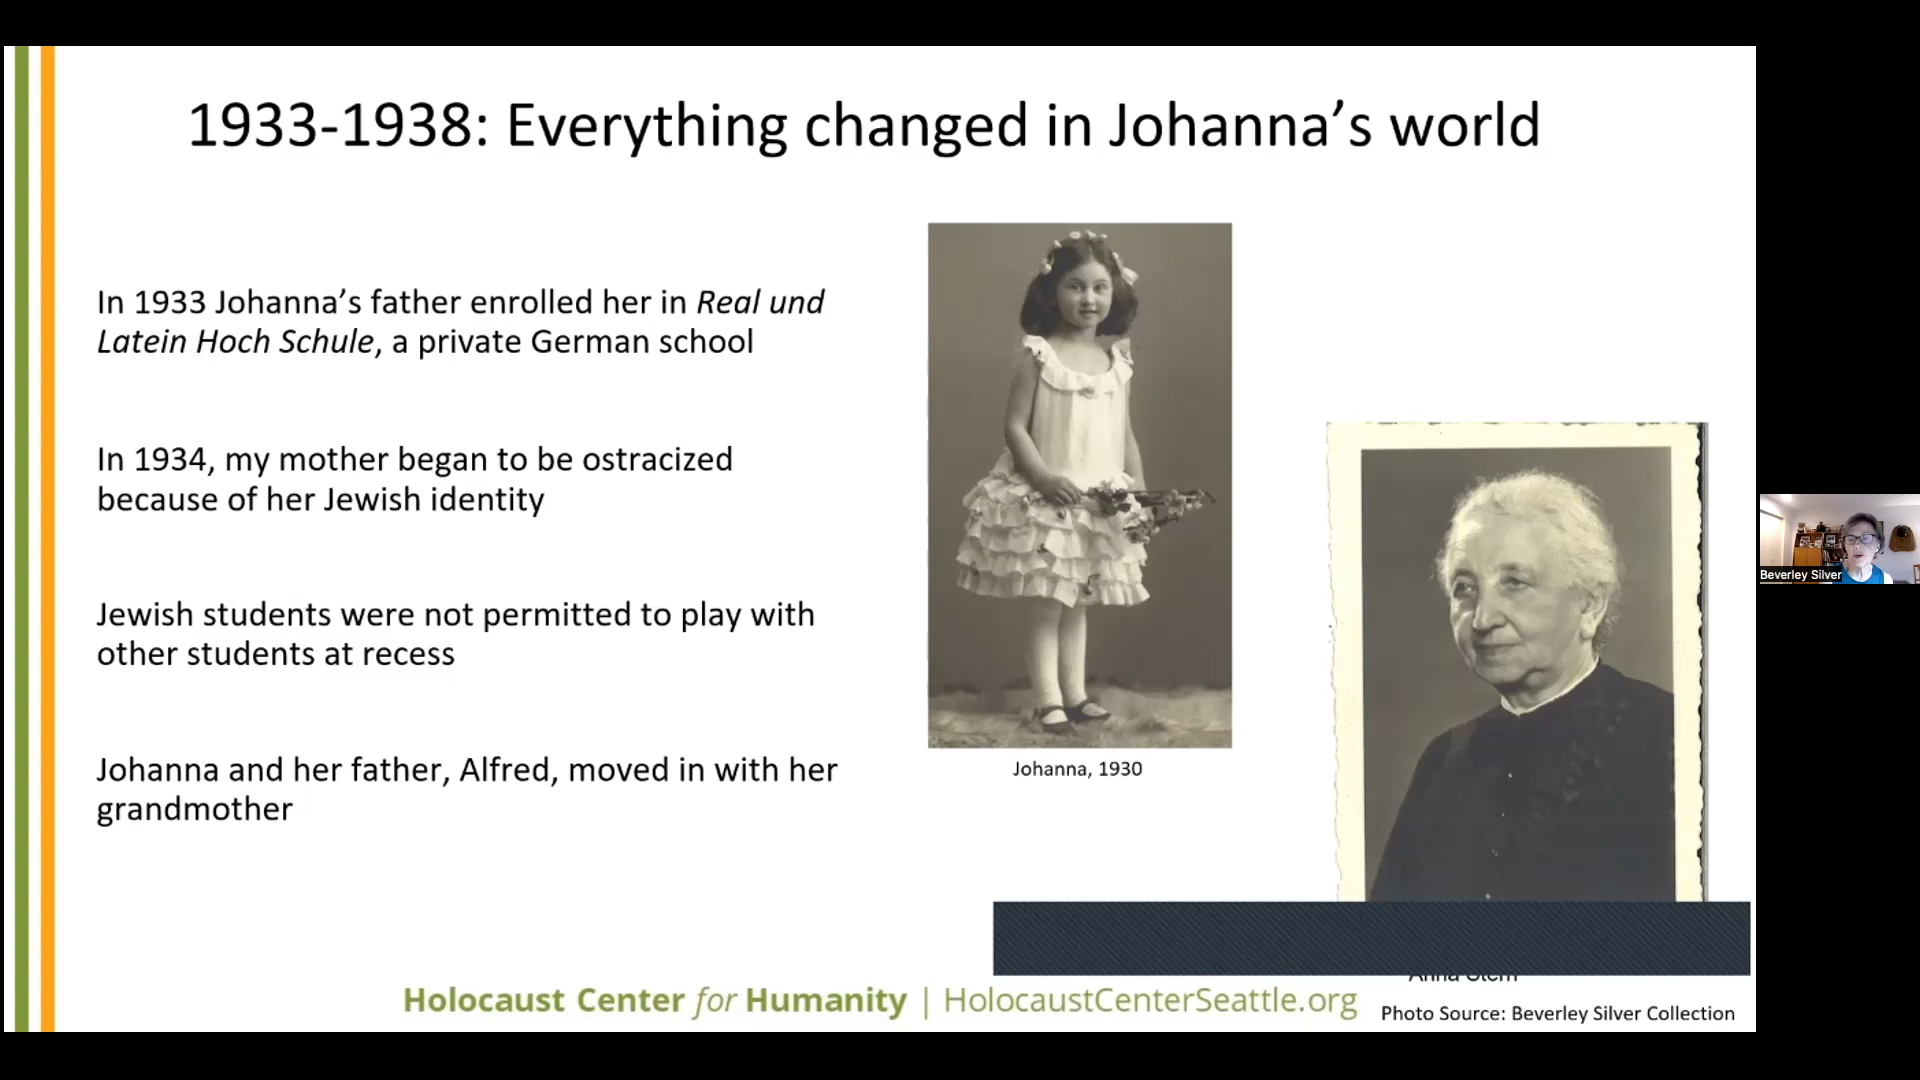 1933-1938: Everything changed in Johanna’s world
In 1933 Johanna’s father enrolled her in Real und
Latein Hoch Schule, a private German school
In 1934, my mother began to be ostracized
because of her Jewish identity
Jewish students were not permitted to play with
other students at recess
Johanna and her father, Alfred, moved in with her
grandmother
Johanna, 1930
Beverley Silver
Holocaust Center for Humanity | HolocaustCenterSeattle.org
Photo Source: Beverley Silver Collection